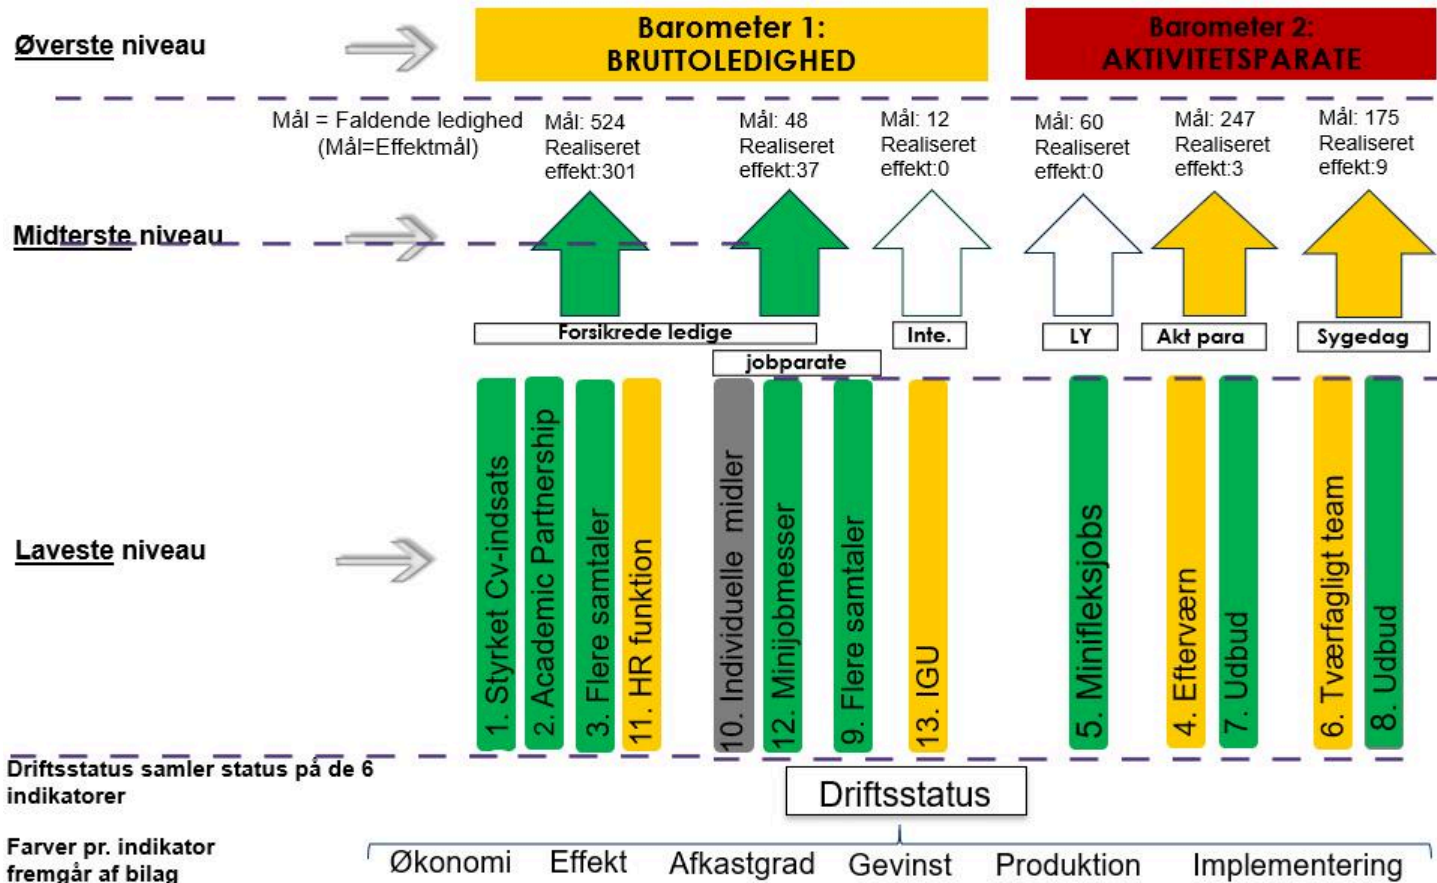 Øverste niveau
Barometer 1:
BRUTTOLEDIGHED
Barometer 2:
AKTIVITETSPARATE
Mål = Faldende ledighed
(Mål=Effektmål)
Mål: 524
Realiseret
effekt:301
Mål: 48
Realiseret
effekt:37
Mål: 12
Realiseret
effekt:0
Mål: 60
Realiseret
effekt:0
Mål: 247
Realiseret
effekt:3
Mål: 175
Realiseret
effekt:9
Midterste niveau
Forsikrede ledige
jobparate
Inte.
LY
Akt para
Sygedag
Laveste niveau
1. Styrket Cv-indsats
2. Academic Partnership
3. Flere samtaler
11. HR funktion
10. Individuelle midler
12. Minijobmesser
9. Flere samtaler
13. IGU
5. Minifleksjobs
4. Efterværn
7. Udbud
6. Tværfagligt team
8. Udbud
Driftsstatus samler status på de 6
indikatorer
Driftsstatus
Farver pr. indikator
fremgår af bilag
Økonomi
Effekt
Afkastgrad
Gevinst
Produktion
Implementering